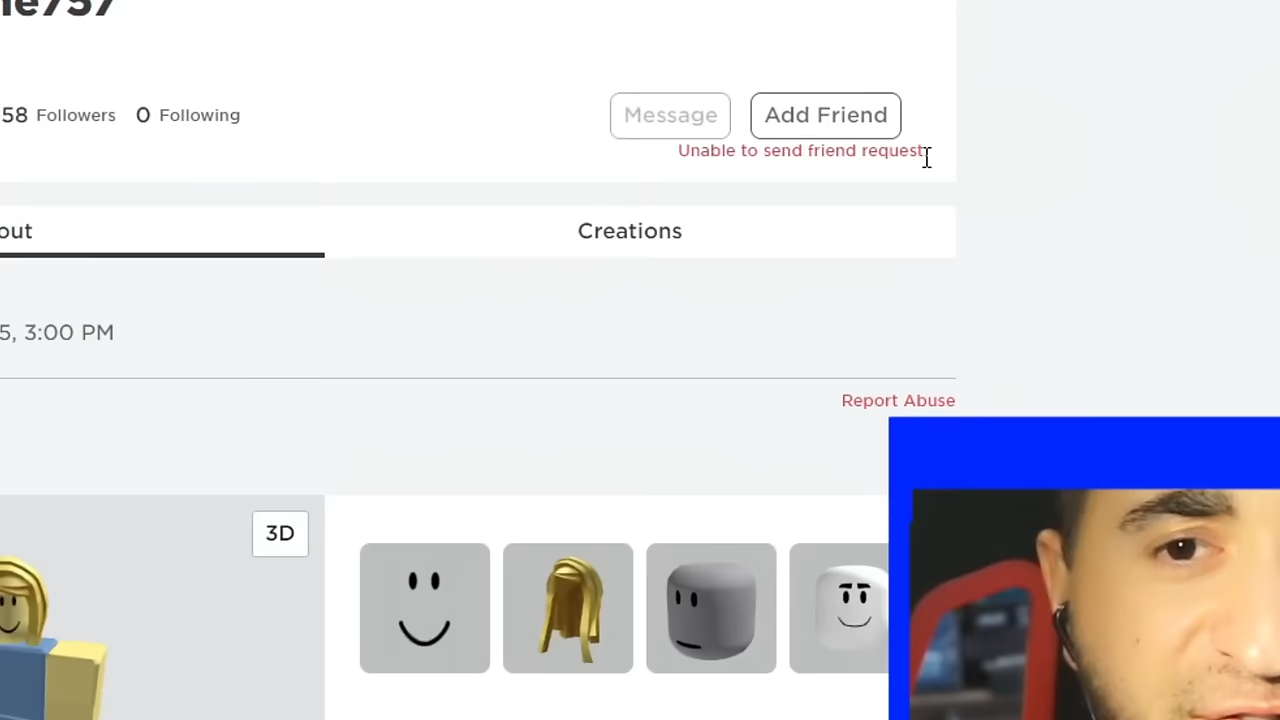 58 Followers 0 Following
Message
Add Friend
Unable to send friend request
out
Creations
5, 3:00 PM
Report Abuse
3D